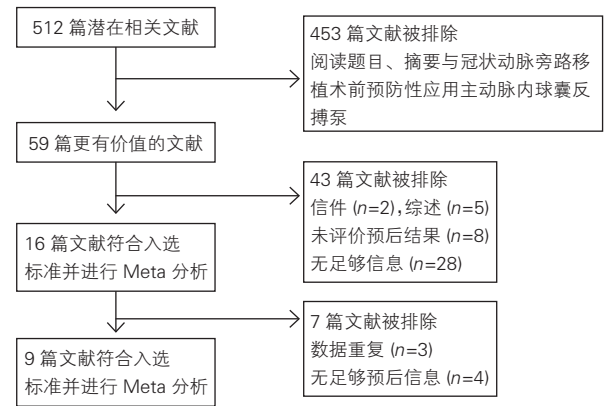 512 篇潜在相关文献
453 篇文献被排除
阅读题目、摘要与冠状动脉旁路移
植术前预防性应用主动脉内球囊反
搏泵
59 篇更有价值的文献
43 篇文献被排除
信件 (n=2),综述 (n=5)
未评价预后结果 (n=8)
无足够信息 (n=28)
16 篇文献符合入选
标准并进行 Meta 分析
7 篇文献被排除
数据重复 (n=3)
无足够预后信息 (n=4)
9 篇文献符合入选
标准并进行 Meta 分析